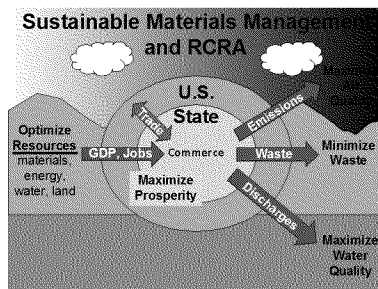 Sustainable Materials Management
and RCRA
Maximize
Quality
U.S.
State
Trade
Emissions
Optimize
Resources
materials,
energy,
water, land
GDP, Jobs
Commerce
Waste
Minimize
Waste
Maximize
Prosperity
Discharges
Maximize
Water
Quality